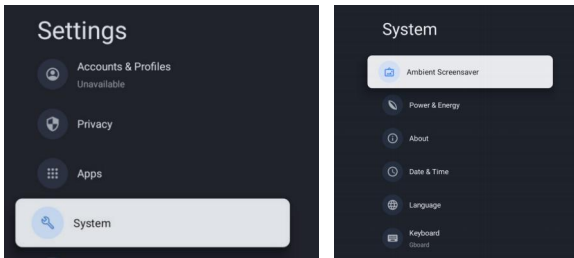 Settings
Accounts & Profiles
Unavailable
Privacy
Apps
System
System
Ambient Screensaver
Power & Energy
About
Date & Time
Language
Keyboard
Gboard